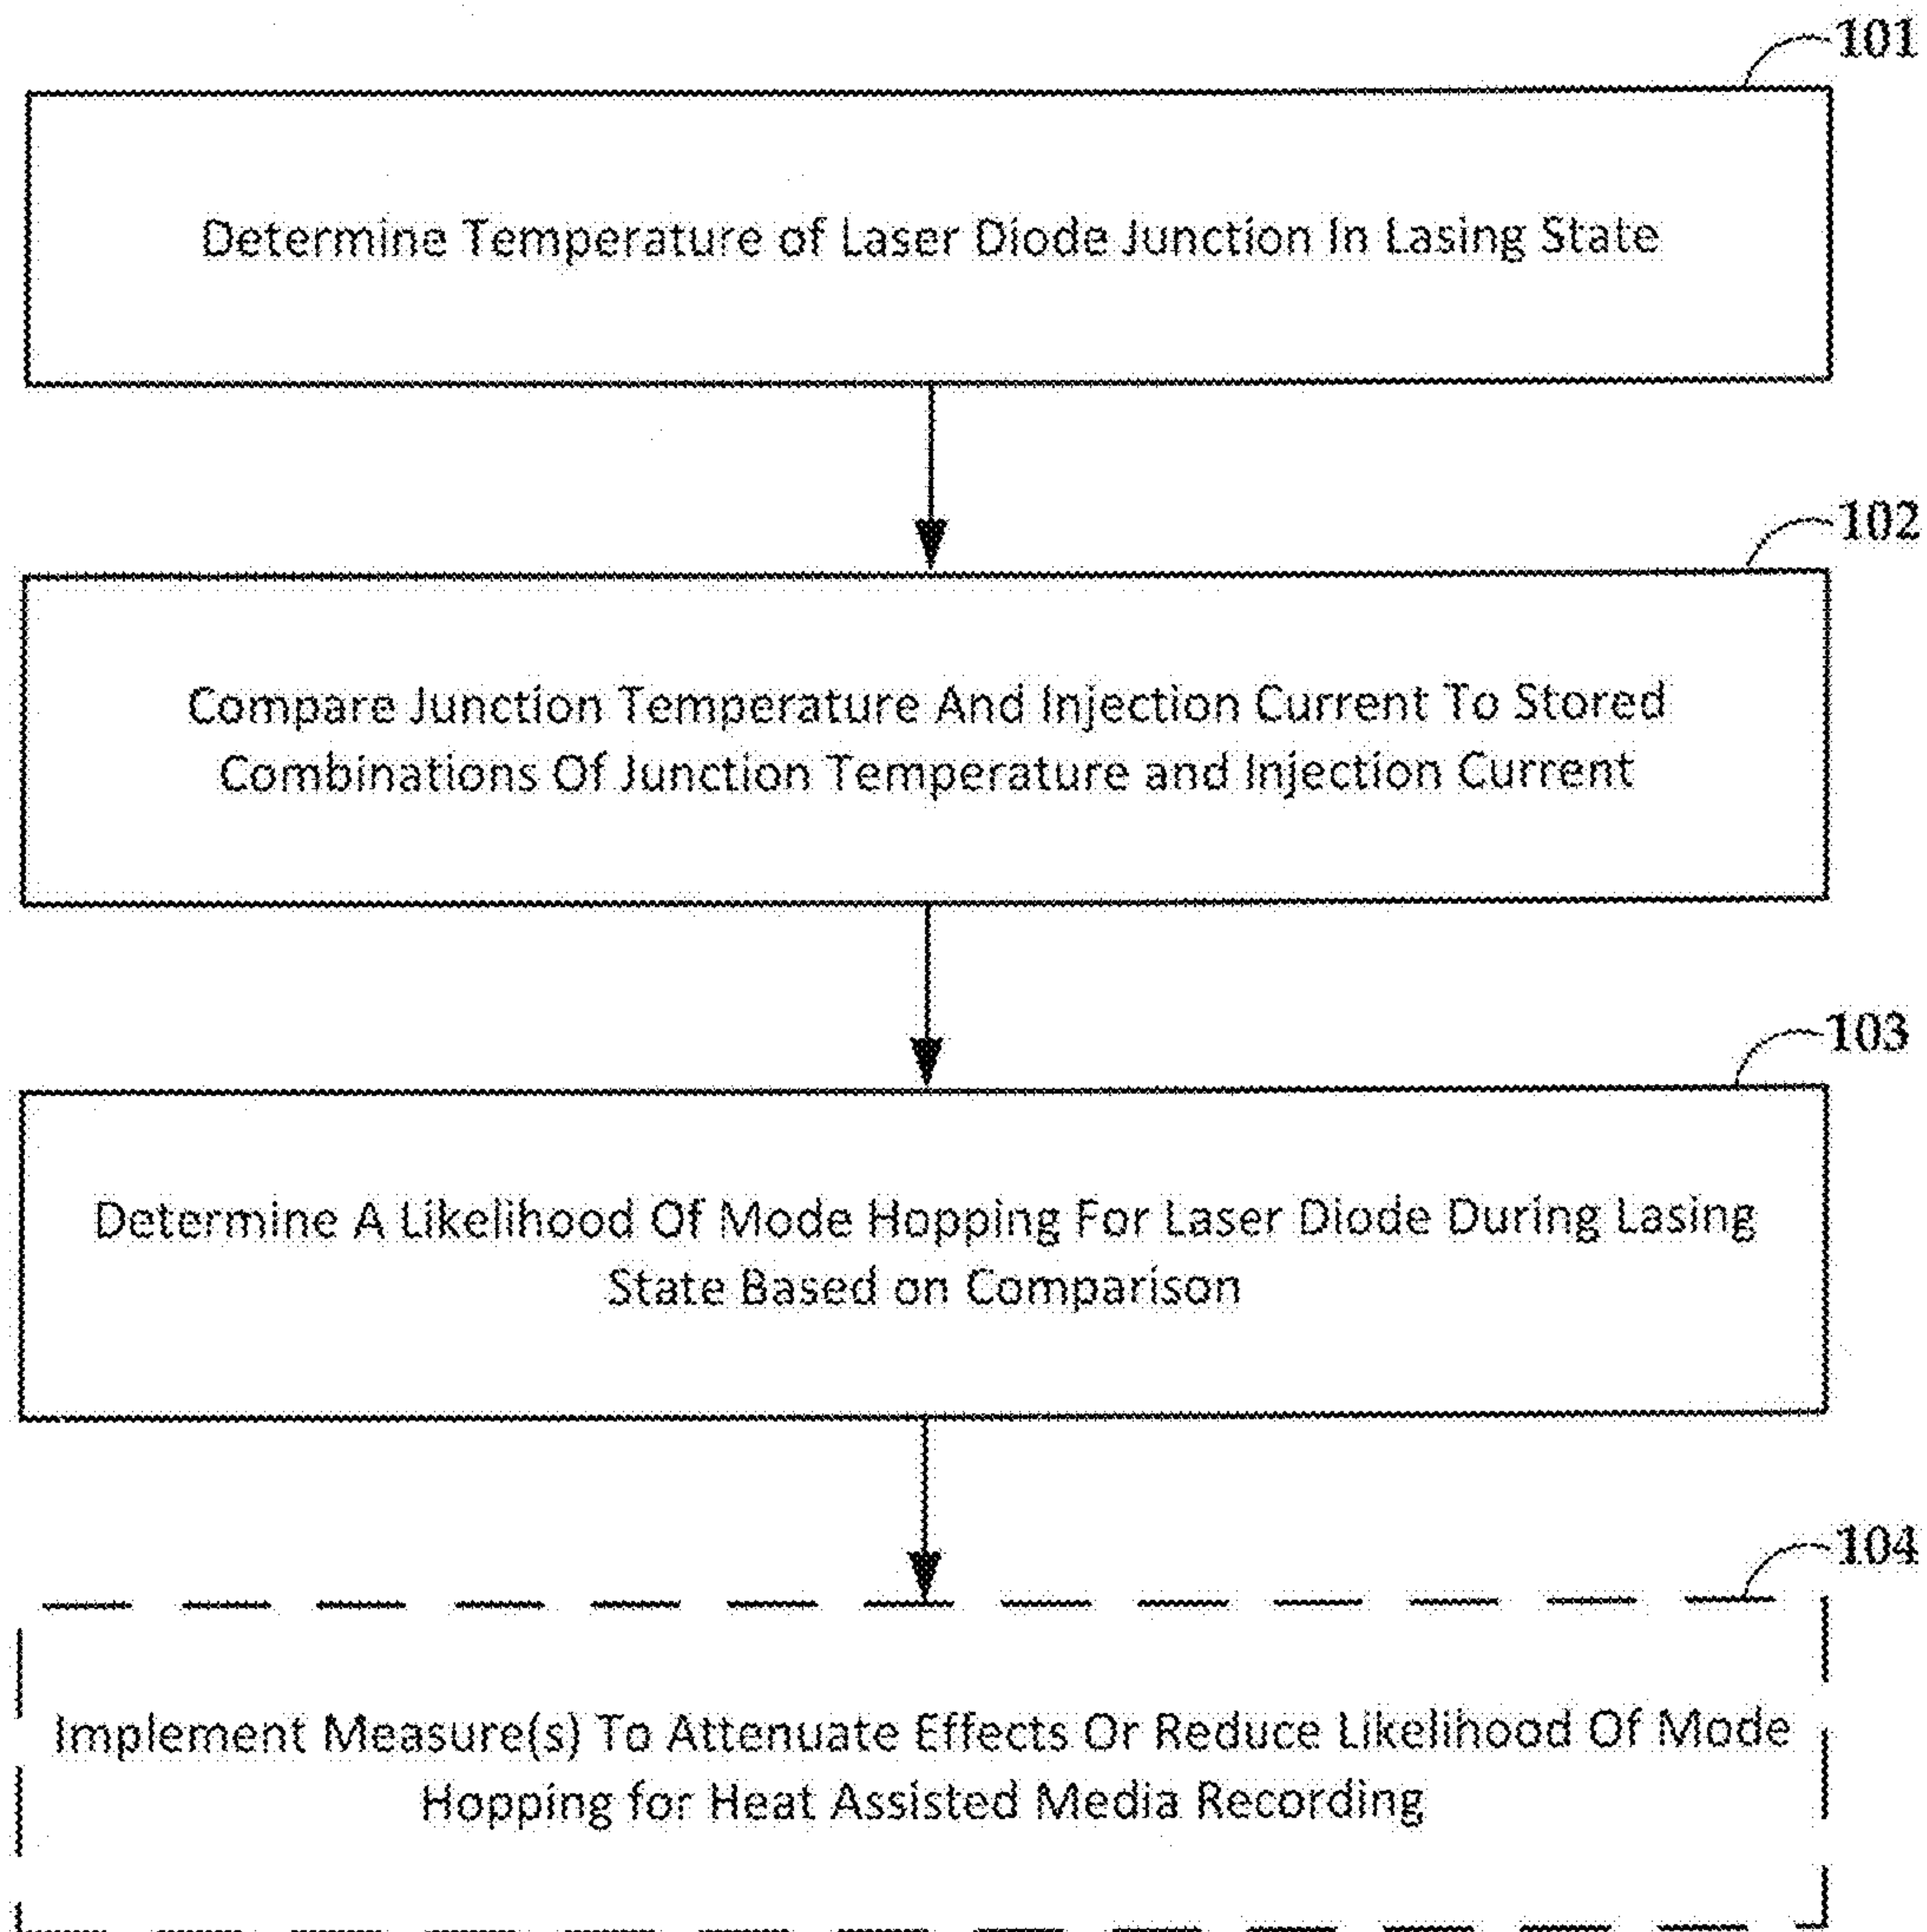 101
Determine Temperature of Laser Diode Junction In Lasing State
102
Compare Junction Temperature And Injection Current To Stored
Combinations Of Junction Temperature and Injection Current
103
Determine A Likelihood Of Mode Hopping For Laser Diode During Lasing
State Based on Comparison
104
Implement Measure(s) To Attenuate Effects Or Reduce Likelihood Of Mode
Hopping for Heat Assisted Media Recording